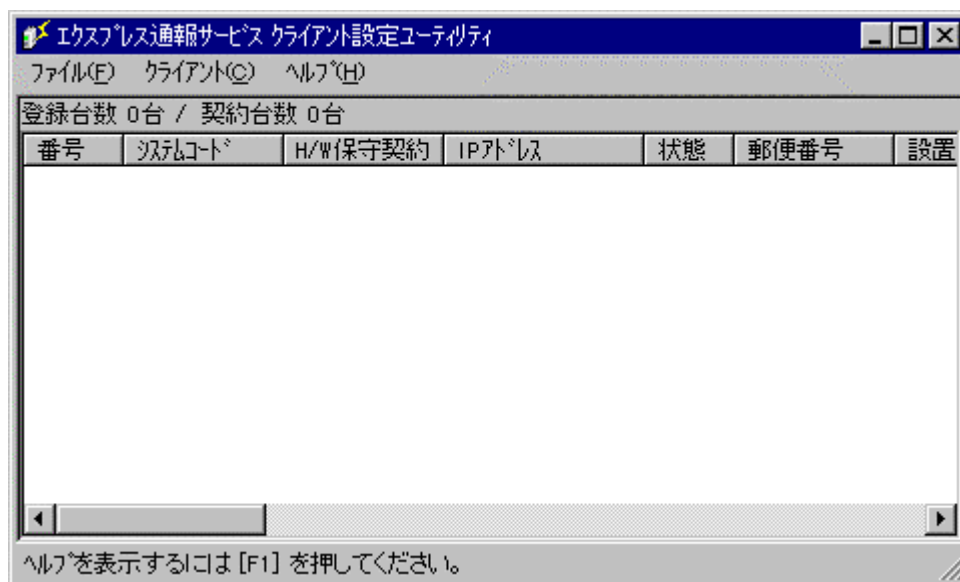 ｴｸｽﾌﾟﾚｽ通報ｻｰﾋﾞｽ ｸﾗｲｱﾝﾄ設定ﾕｰﾃｨﾘﾃｨ
ﾌｧｲﾙ(F) ｸﾗｲｱﾝﾄ(C) ﾍﾙﾌﾟ(H)
登録台数 0台 / 契約台数 0台
番号 ｼｽﾃﾑｺｰﾄﾞ H/W保守契約 IPｱﾄﾞﾚｽ 状態 郵便番号 設置
ﾍﾙﾌﾟを表示するには [F1] を押してください。